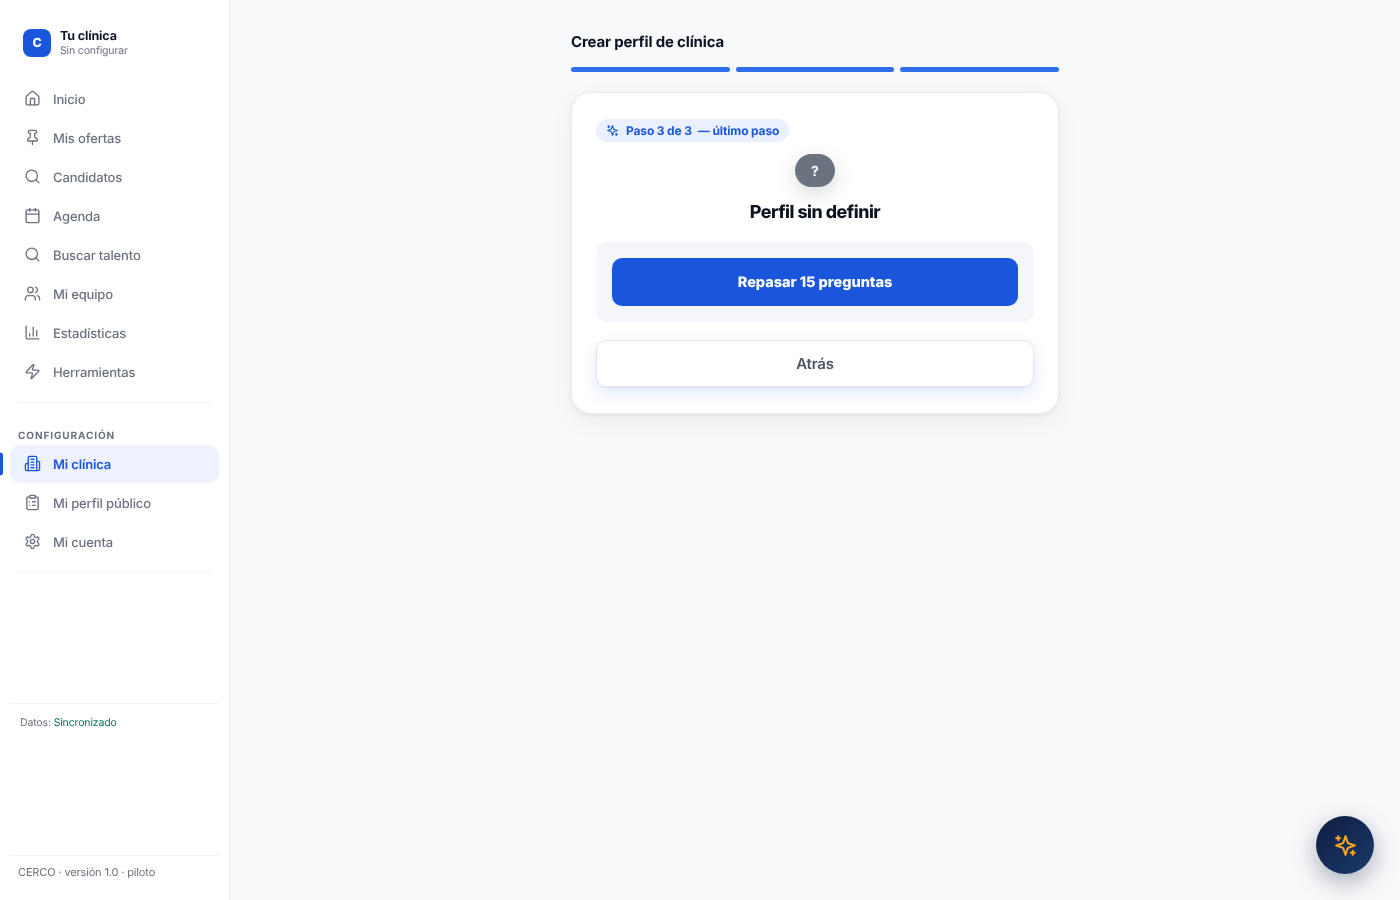 C
Tu clínica
Sin configurar
Inicio
Mis ofertas
Candidatos
Agenda
Buscar talento
Mi equipo
Estadísticas
Herramientas
CONFIGURACIÓN
Mi clínica
Mi perfil público
Mi cuenta
Datos: Sincronizado
CERCO · versión 1.0 · piloto
Crear perfil de clínica
Paso 3 de 3 — último paso
?
Perfil sin definir
Repasar 15 preguntas
Atrás